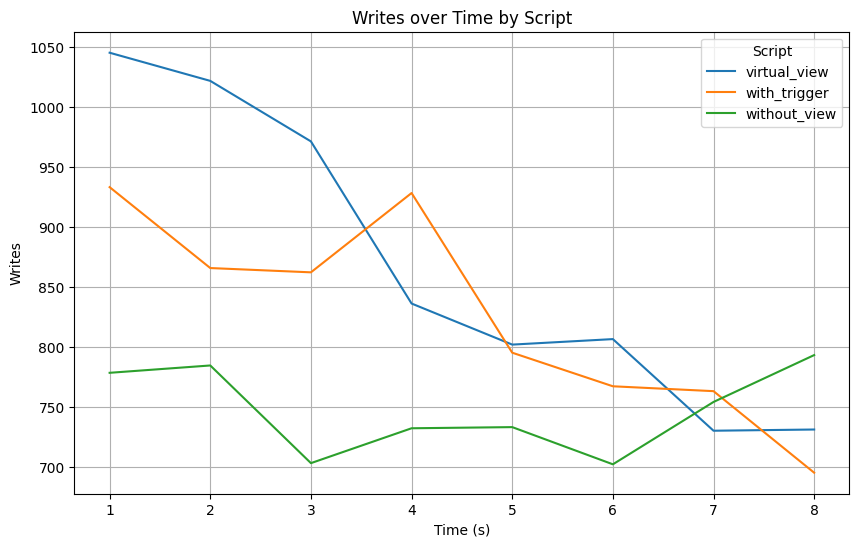 Writes over Time by Script
Script
virtual_view
with_trigger
without_view
Writes
1050
1000
950
900
850
800
750
700
1 2 3 4 5 6 7 8
Time (s)